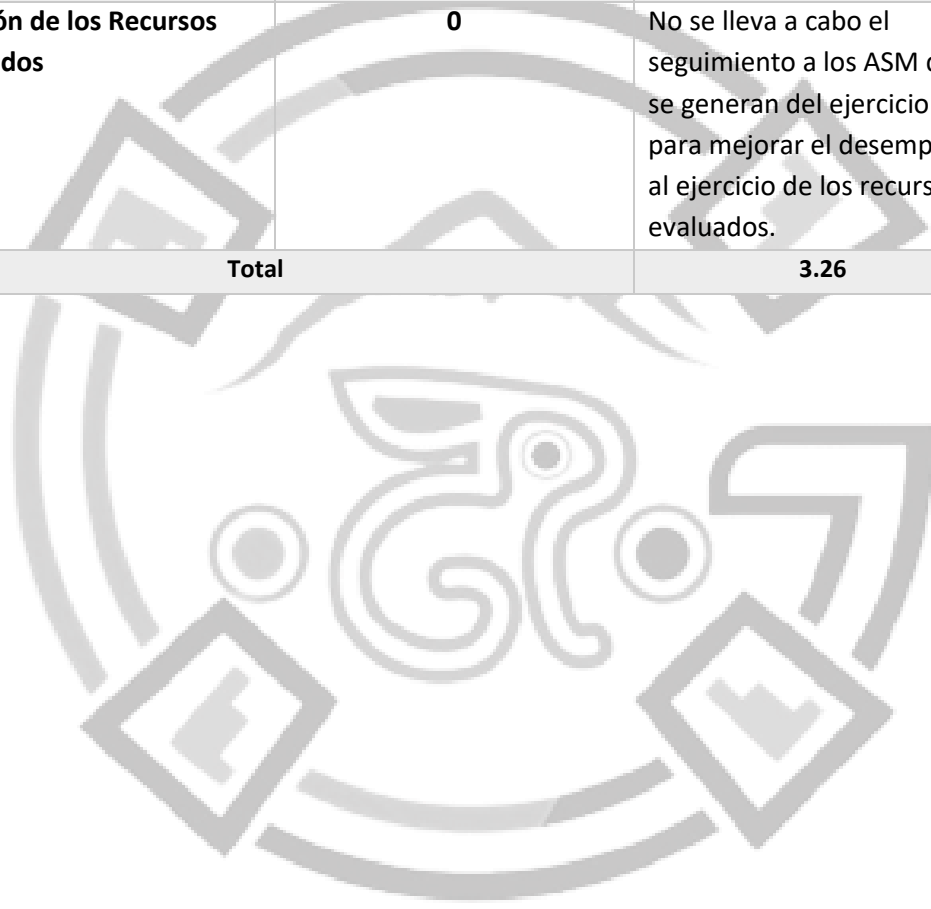 ón de los Recursos
dos
0
No se lleva a cabo el
seguimiento a los ASM
se generan del ejercicio
para mejorar el desemp
al ejercicio de los recurs
evaluados.
Total
3.26